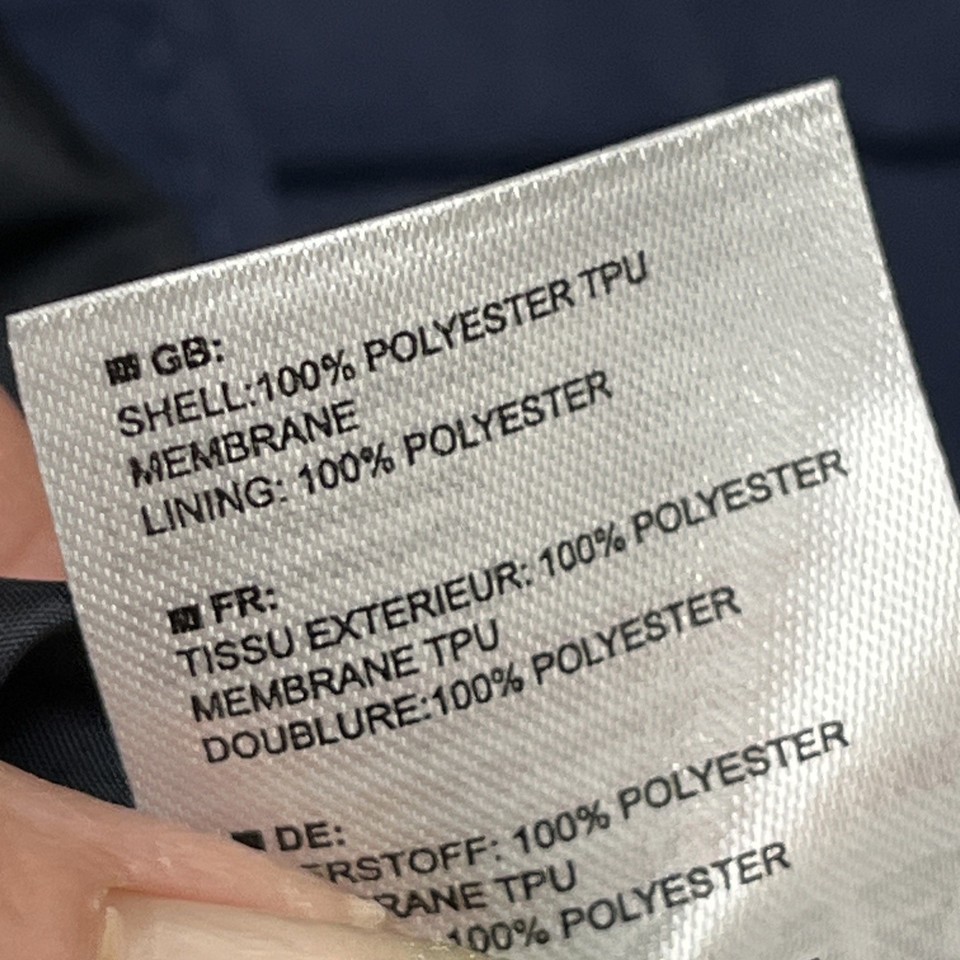 GB:
SHELL:100% POLYESTER TPU
MEMBRANE
LINING: 100% POLYESTER
FR:
TISSU EXTERIEUR: 100% POLYESTER
MEMBRANE TPU
DOUBLURE:100% POLYESTER
DE:
ERSTOFF: 100% POLYESTER
RANE TPU
100% POLYESTER